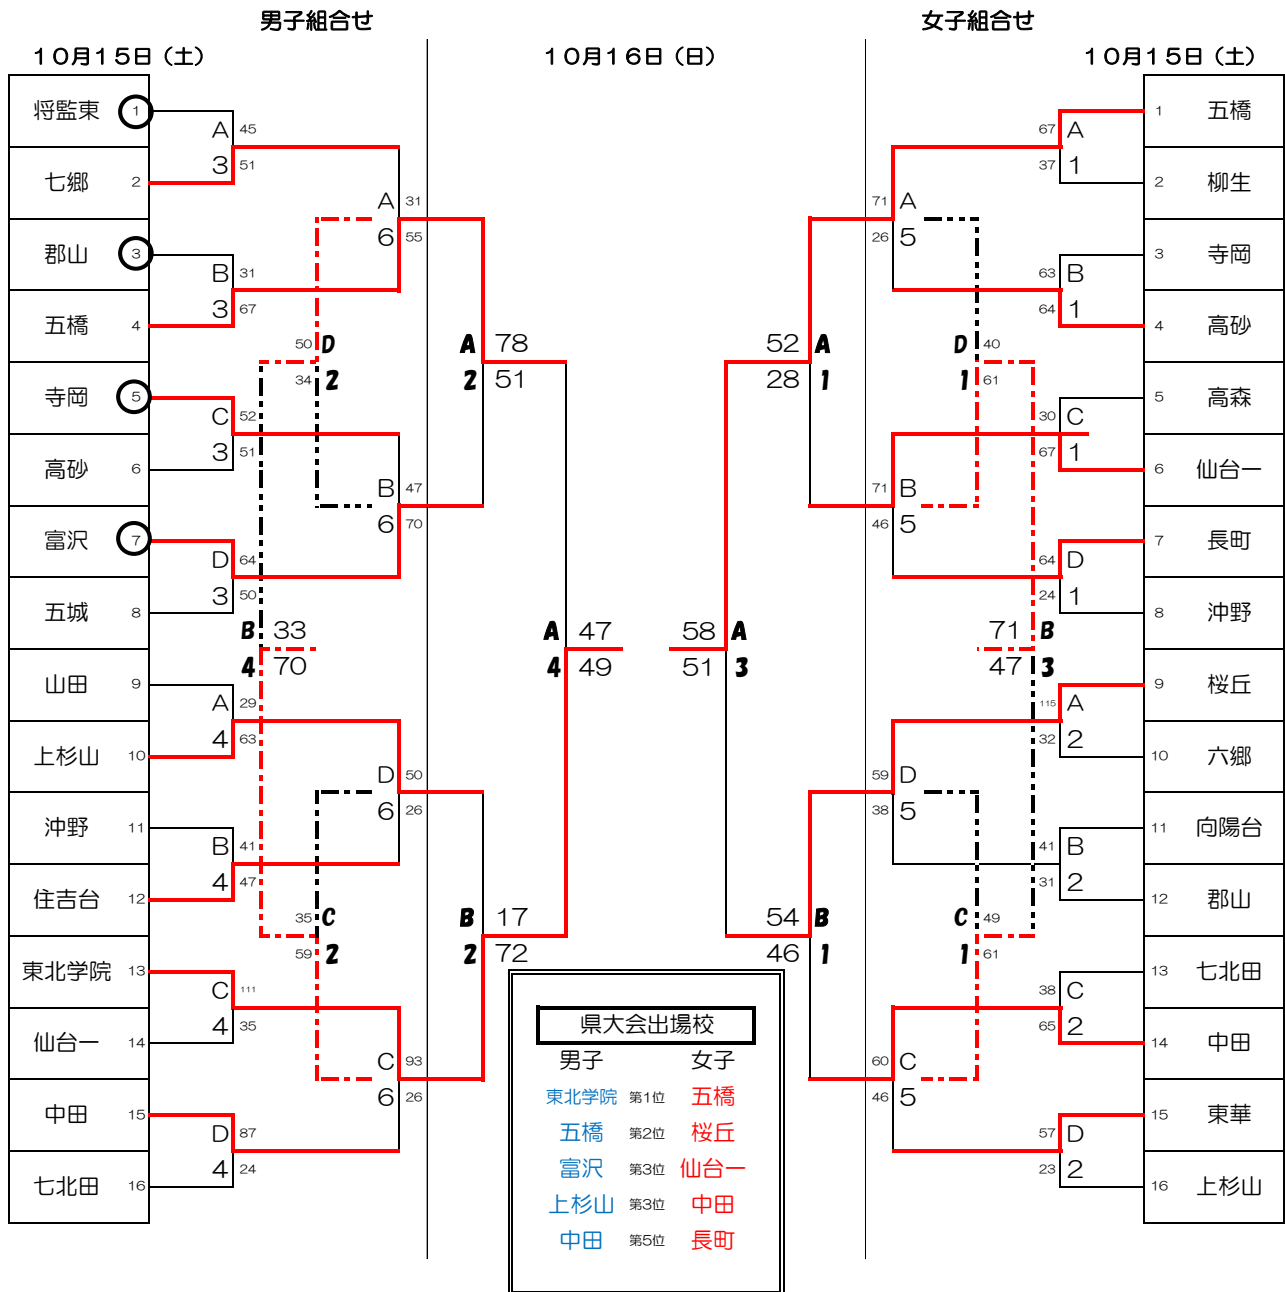 男子組合せ 女子組合せ
10月15日（土） 10月16日（日） 10月15日（土）
将監東 1 A 45 67 A 1 五橋
七郷 2 3 51 37 1 2 柳生
A 31 71 A
郡山 3 6 55 26 5 3 寺岡
B 31 63 B
五橋 4 3 67 64 1 4 高砂
50 D A 78 52 A D 40
34 2 2 51 28 1 1 61
寺岡 5 C 52 30 C 5 高森
高砂 6 3 51 67 1 6 仙台一
B 47 71 B
富沢 7 6 70 46 5 7 長町
D 64 64 D
五城 8 3 50 24 1 8 沖野
B 33 A 47 58 A 71 B
4 70 4 49 51 3 47 3
山田 9 A 29 115 A 9 桜丘
上杉山 10 4 63 32 2 10 六郷
D 50 59 D
沖野 11 6 26 38 5 11 向陽台
B 41 41 B
住吉台 12 4 47 31 2 12 郡山
35 C B 17 54 B C 49
59 2 2 72 46 1 1 61
東北学院 13 C 111 38 C 13 七北田
仙台一 14 4 35 65 2 14 中田
C 93 60 C
中田 15 6 26 46 5 15 東華
D 87 57 D
七北田 16 4 24 23 2 16 上杉山
県大会出場校
男子 女子
東北学院 第1位 五橋
五橋 第2位 桜丘
富沢 第3位 仙台一
上杉山 第3位 中田
中田 第5位 長町